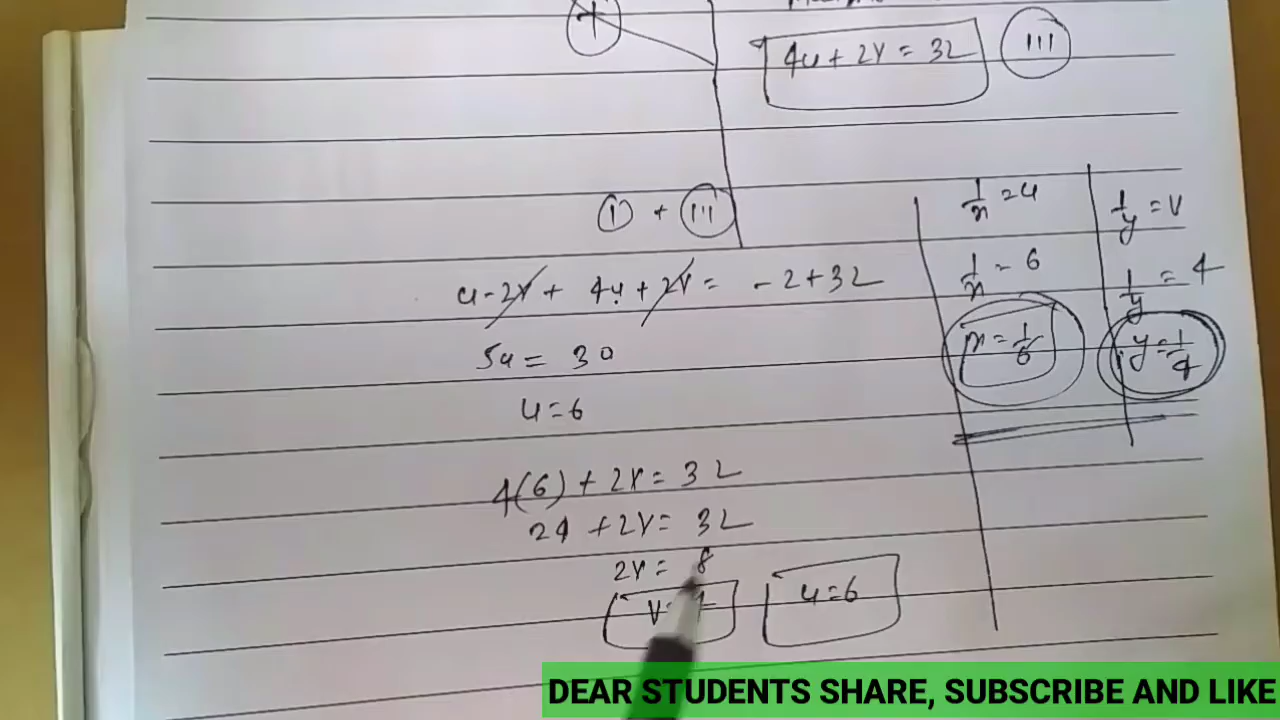 4u + 2v = 32 III
I + III
u - 2v + 4u + 2v = - 2 + 32
5u = 30
u = 6
4(6) + 2v = 32
24 + 2v = 32
2v = 8
u = 6
1/x = u
1/x = 6
x = 1/6
1/y = v
1/y = 4
y = 1/4
DEAR STUDENTS SHARE, SUBSCRIBE AND LIKE